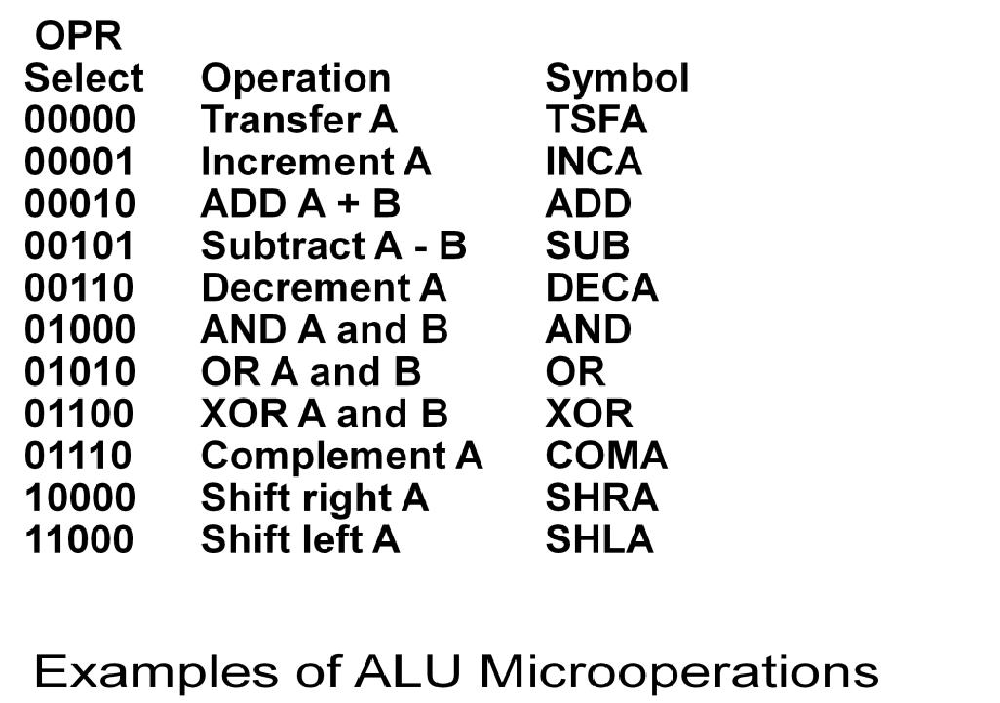 OPR
Select Operation Symbol
00000 Transfer A TSFA
00001 Increment A INCA
00010 ADD A + B ADD
00101 Subtract A - B SUB
00110 Decrement A DECA
01000 AND A and B AND
01010 OR A and B OR
01100 XOR A and B XOR
01110 Complement A COMA
10000 Shift right A SHRA
11000 Shift left A SHLA
Examples of ALU Microoperations